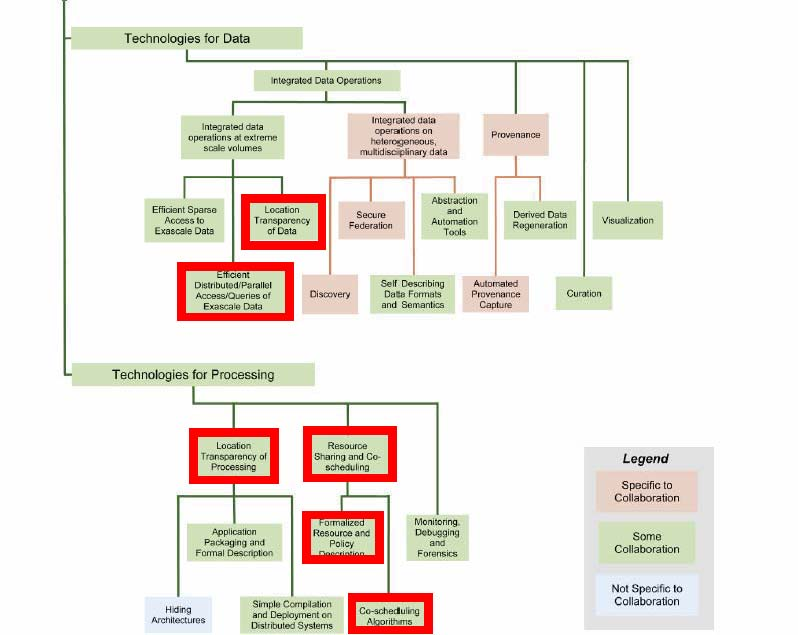 Technologies for Data
Integrated Data Operations
Integrated data
operations at extreme
scale volumes
Integrated data
operations on
heterogeneous,
multidisciiplinary data
Provenance
Efficient Sparse
Access to
Exascale Data
Location
Transparency
of Data
Secure
Federation
Abstraction
and
Automation
Tools
Derived Data
Regeneration
Visualization
Efficient
Distributed/Parallel
Access/Queries of
Exascale Data
Discovery
Self Describing
Datta Formats
and Semantics
Automated
Provenance
Capture
Curation
Technologies for Processing
Location
Transparency of
Processing
Resource
Sharing and Co-
scheduling
Application
Packaging and
Formal Description
Formalized
Resource and
Policy
Description
Monitoring,
Debugging
and
Forensics
Hiding
Architectures
Simple Compilation
and Deployment on
Distributed Systems
Co-scheduling
Algorithms
Legend
Specific to
Collaboration
Some
Collaboration
Not Specific to
Collaboration